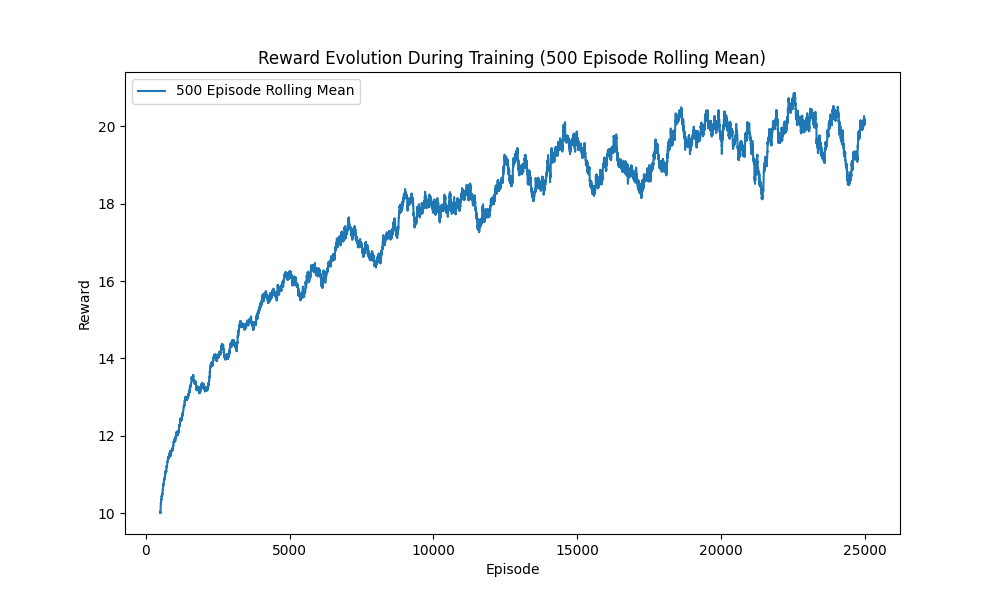 Reward Evolution During Training (500 Episode Rolling Mean)
500 Episode Rolling Mean
20
18
16
14
12
10
Reward
0 5000 10000 15000 20000 25000
Episode